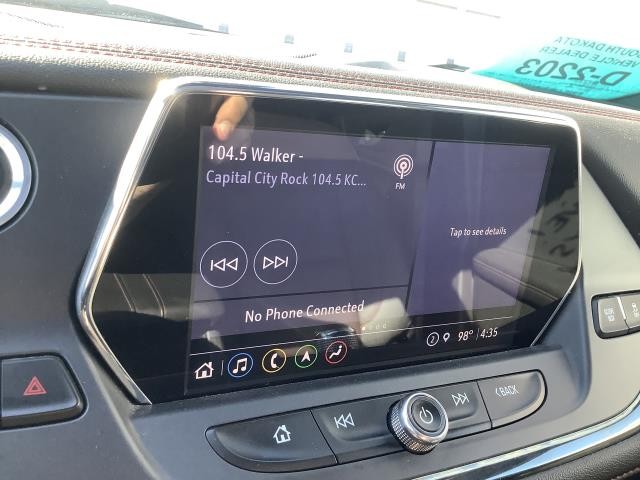 SOUTH DAKOTA
VEHICLE DEALER
D-2203
104.5 Walker -
Capital City Rock 104.5 KC...
FM
Tap to see details
No Phone Connected
2 98° 4:35
BACK